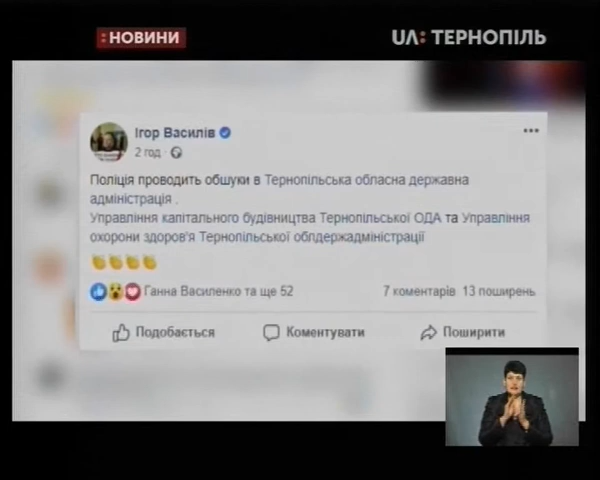 :НОВИНИ
UA: ТЕРНОПІЛЬ
Ігор Василів
2 год ·
Поліція проводить обшуки в Тернопільська обласна державна
адміністрація .
Управління капітального будівництва Тернопільської ОДА та Управління
охорони здоров'я Тернопільської облдержадміністрації
Ганна Василенко та ще 52 7 коментарів 13 поширень
Подобається Коментувати Поширити